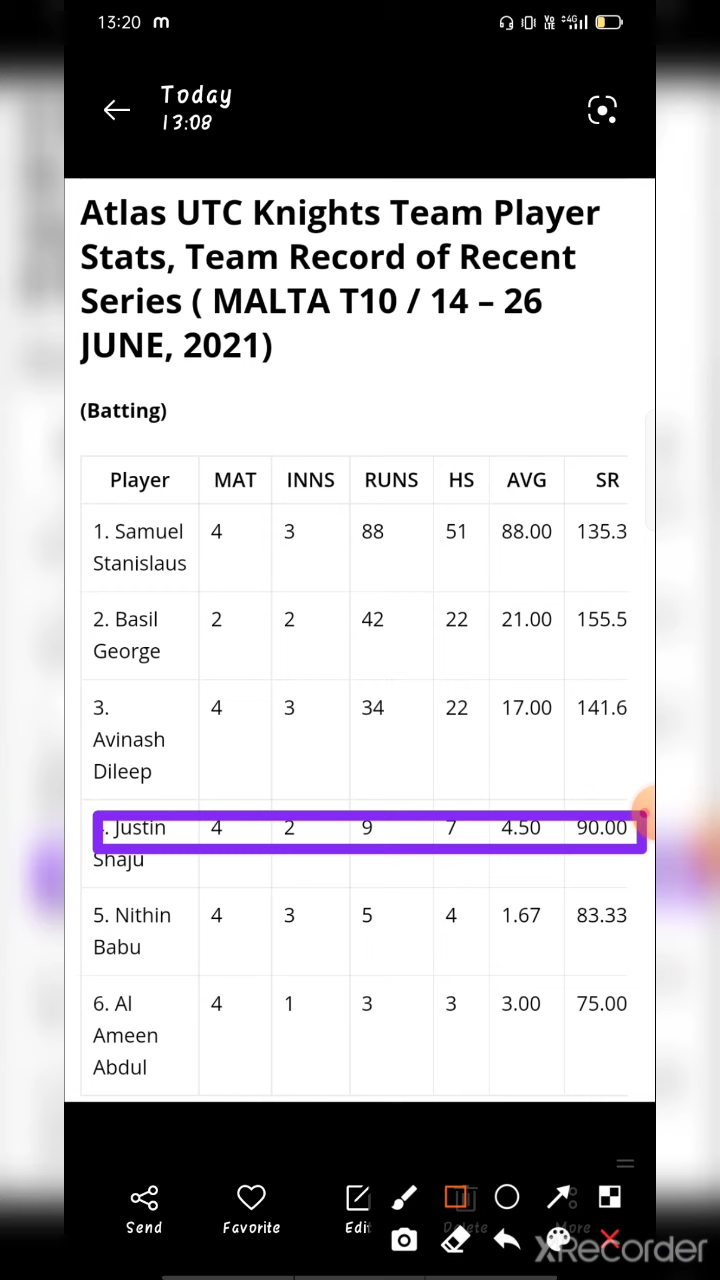 13:20 m VO LTE 4G
Today
13:08
Atlas UTC Knights Team Player
Stats, Team Record of Recent
Series ( MALTA T10 / 14 – 26
JUNE, 2021)
(Batting)
Player MAT INNS RUNS HS AVG SR
1. Samuel 4 3 88 51 88.00 135.3
Stanislaus
2. Basil 2 2 42 22 21.00 155.5
George
3. 4 3 34 22 17.00 141.6
Avinash
Dileep
. Justin 4 2 9 7 4.50 90.00
Shaju
5. Nithin 4 3 5 4 1.67 83.33
Babu
6. Al 4 1 3 3 3.00 75.00
Ameen
Abdul
Send Favorite Edit Delete More
XRecorder